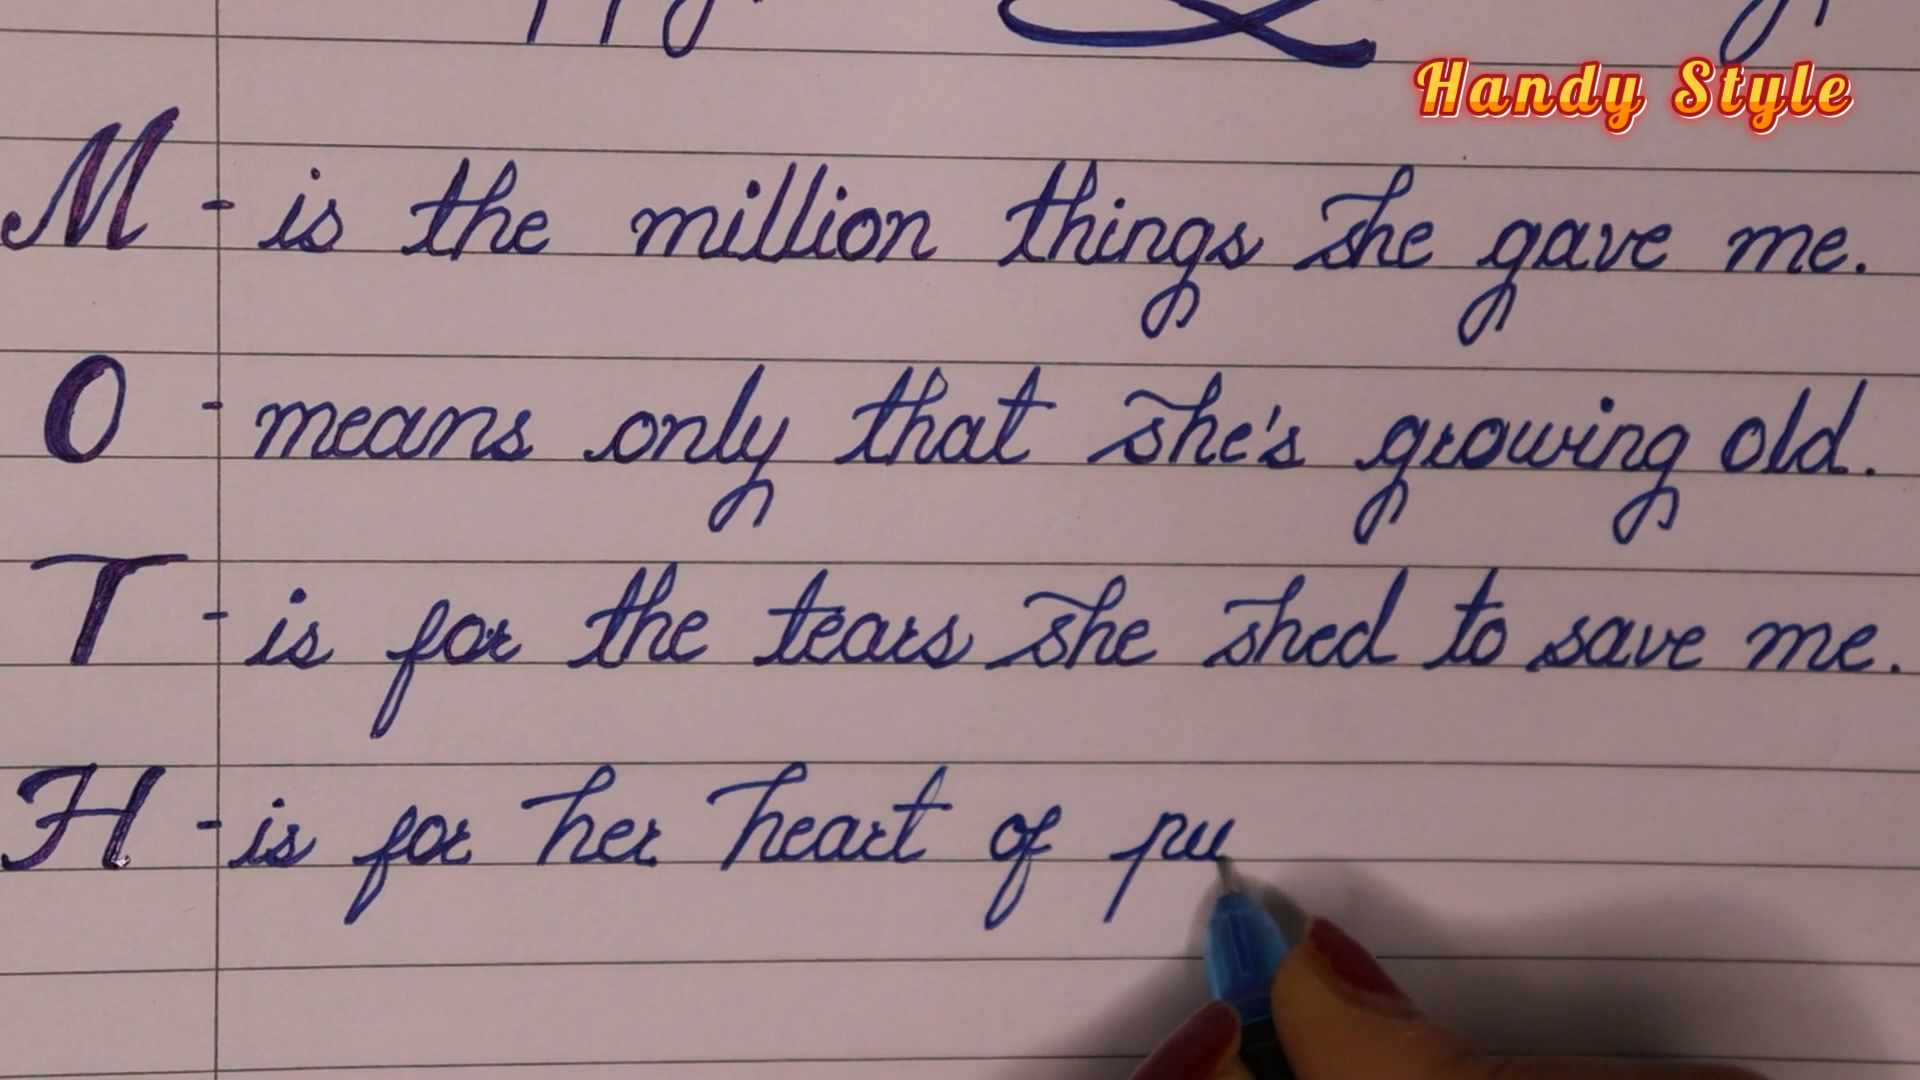 Handy Style
M - is the million things she gave me.
O - means only that she's growing old.
T - is for the tears she shed to save me.
H - is for her heart of pu